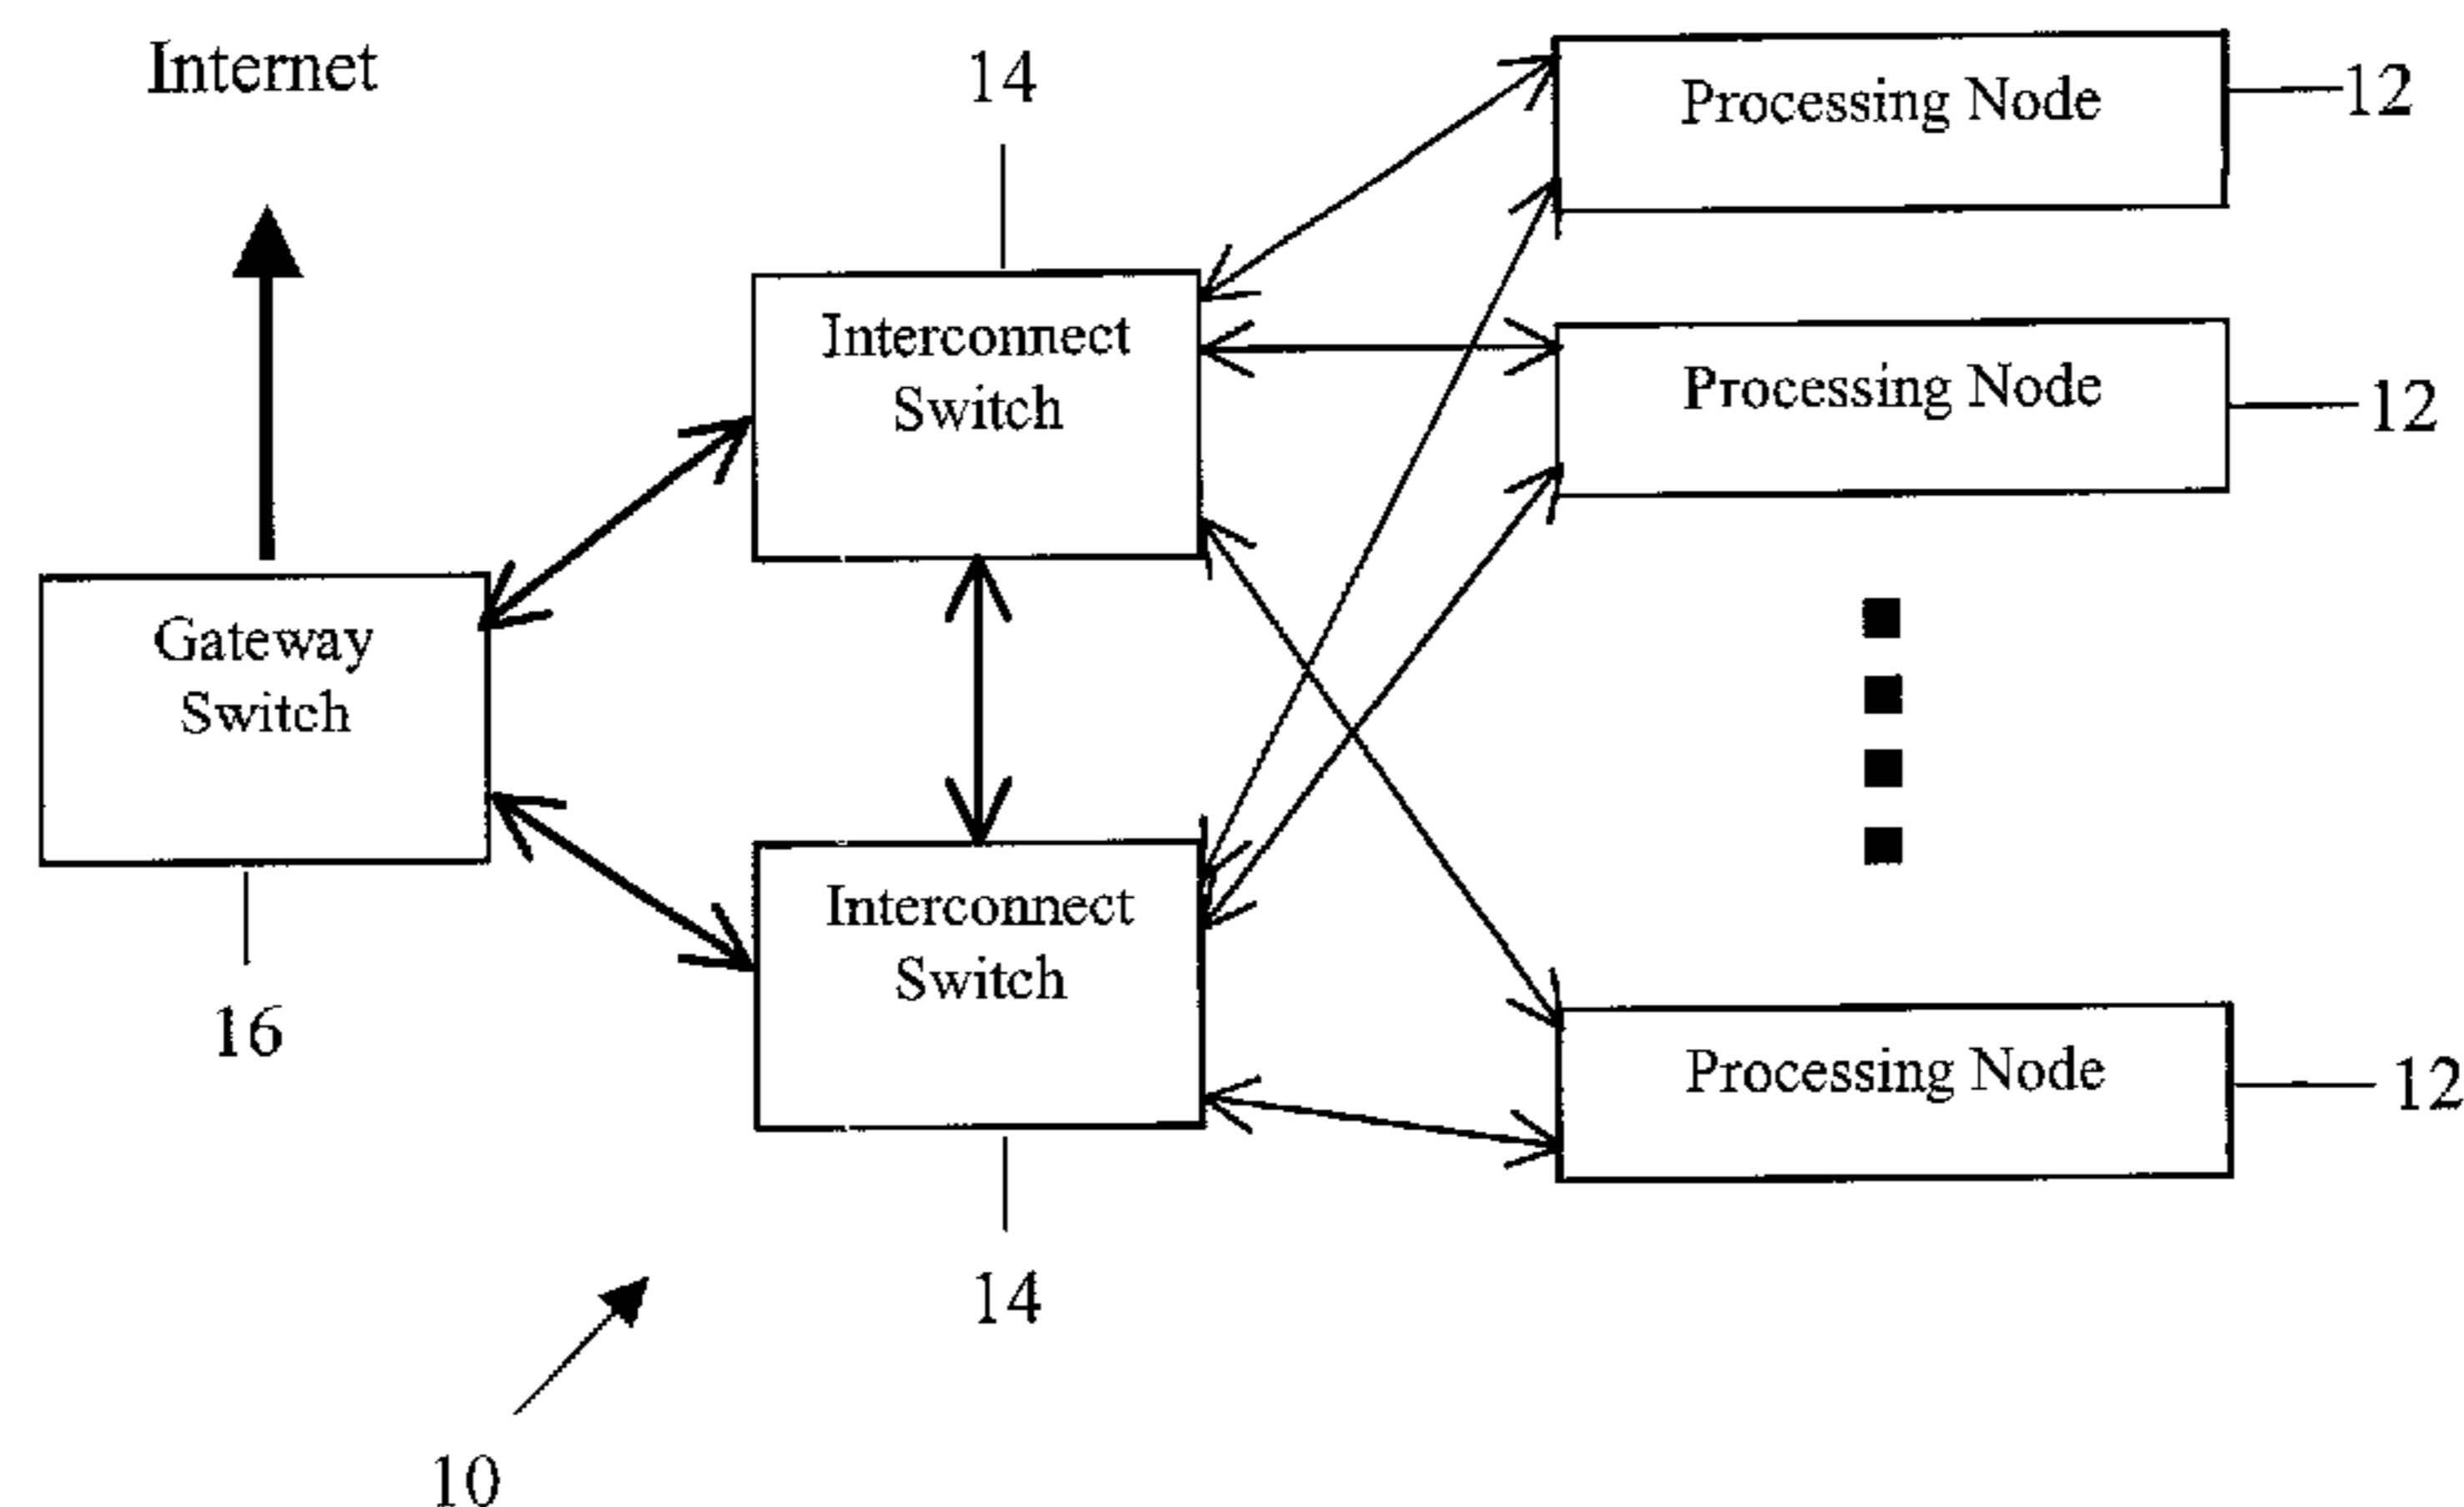 Internet
14
Processing Node
12
Interconnect
Switch
Processing Node
12
Gateway
Switch
16
Interconnect
Switch
14
Processing Node
12
10